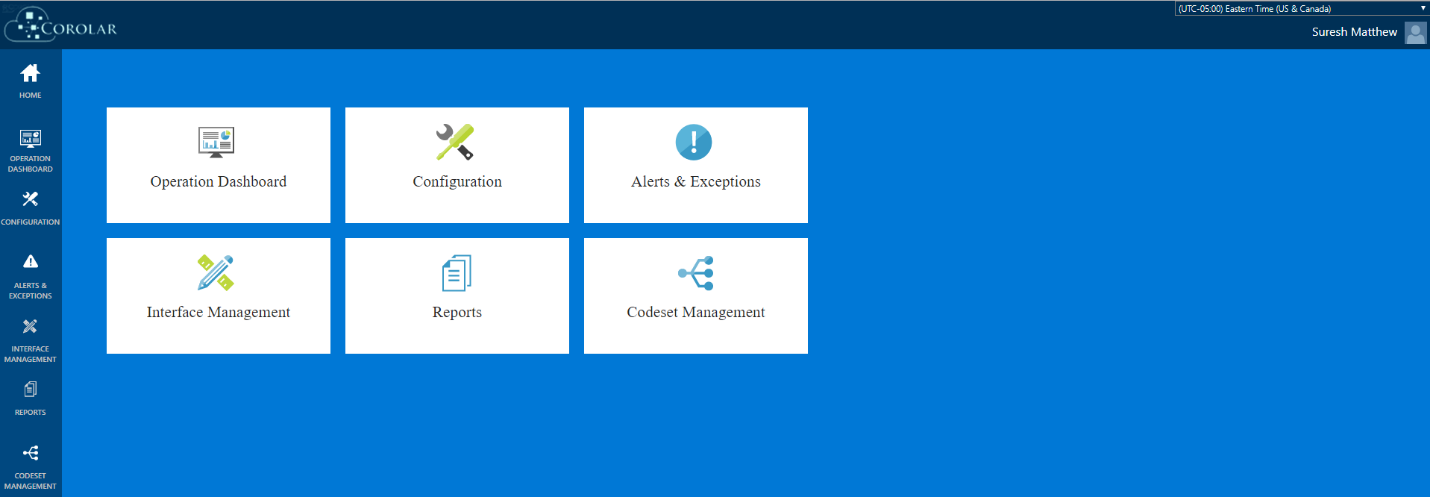 COROLAR
(UTC-05:00) Eastern Time (US & Canada)
Suresh Matthew
HOME
OPERATION
DASHBOARD
CONFIGURATION
ALERTS &
EXCEPTIONS
INTERFACE
MANAGEMENT
REPORTS
CODESET
MANAGEMENT
Operation Dashboard
Configuration
Alerts & Exceptions
Interface Management
Reports
Codeset Management